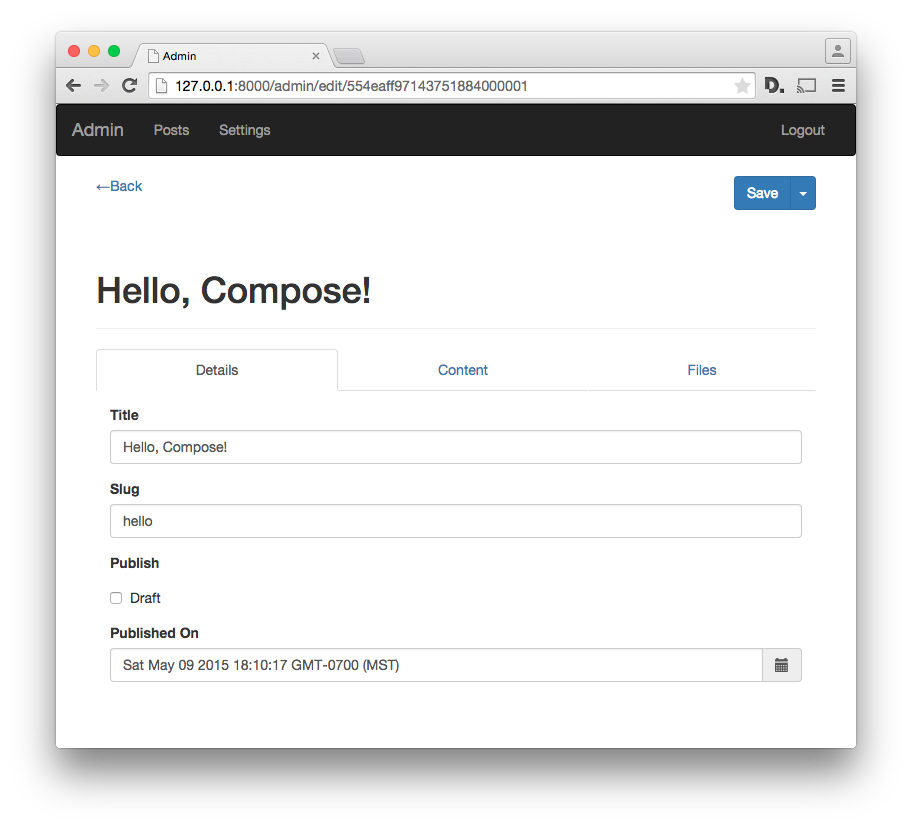 Admin
127.0.0.1:8000/admin/edit/554eaff97143751884000001
D.
Admin Posts Settings Logout
←Back
Save
Hello, Compose!
Details Content Files
Title
Hello, Compose!
Slug
hello
Publish
Draft
Published On
Sat May 09 2015 18:10:17 GMT-0700 (MST)